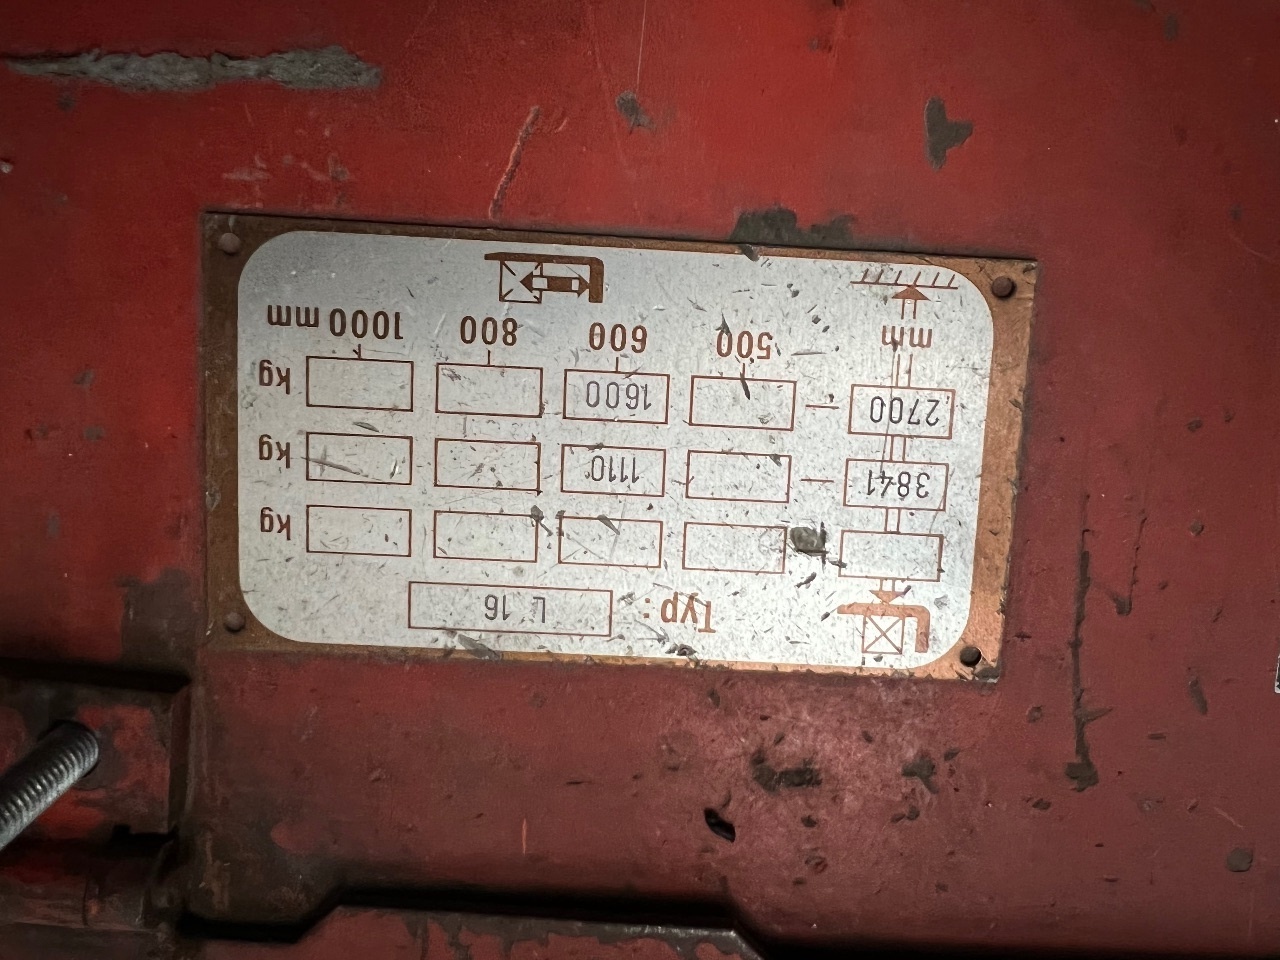 Typ: L 16
kg
3841 1110 kg
2700 1600 kg
mm 500 600 800 1000 mm